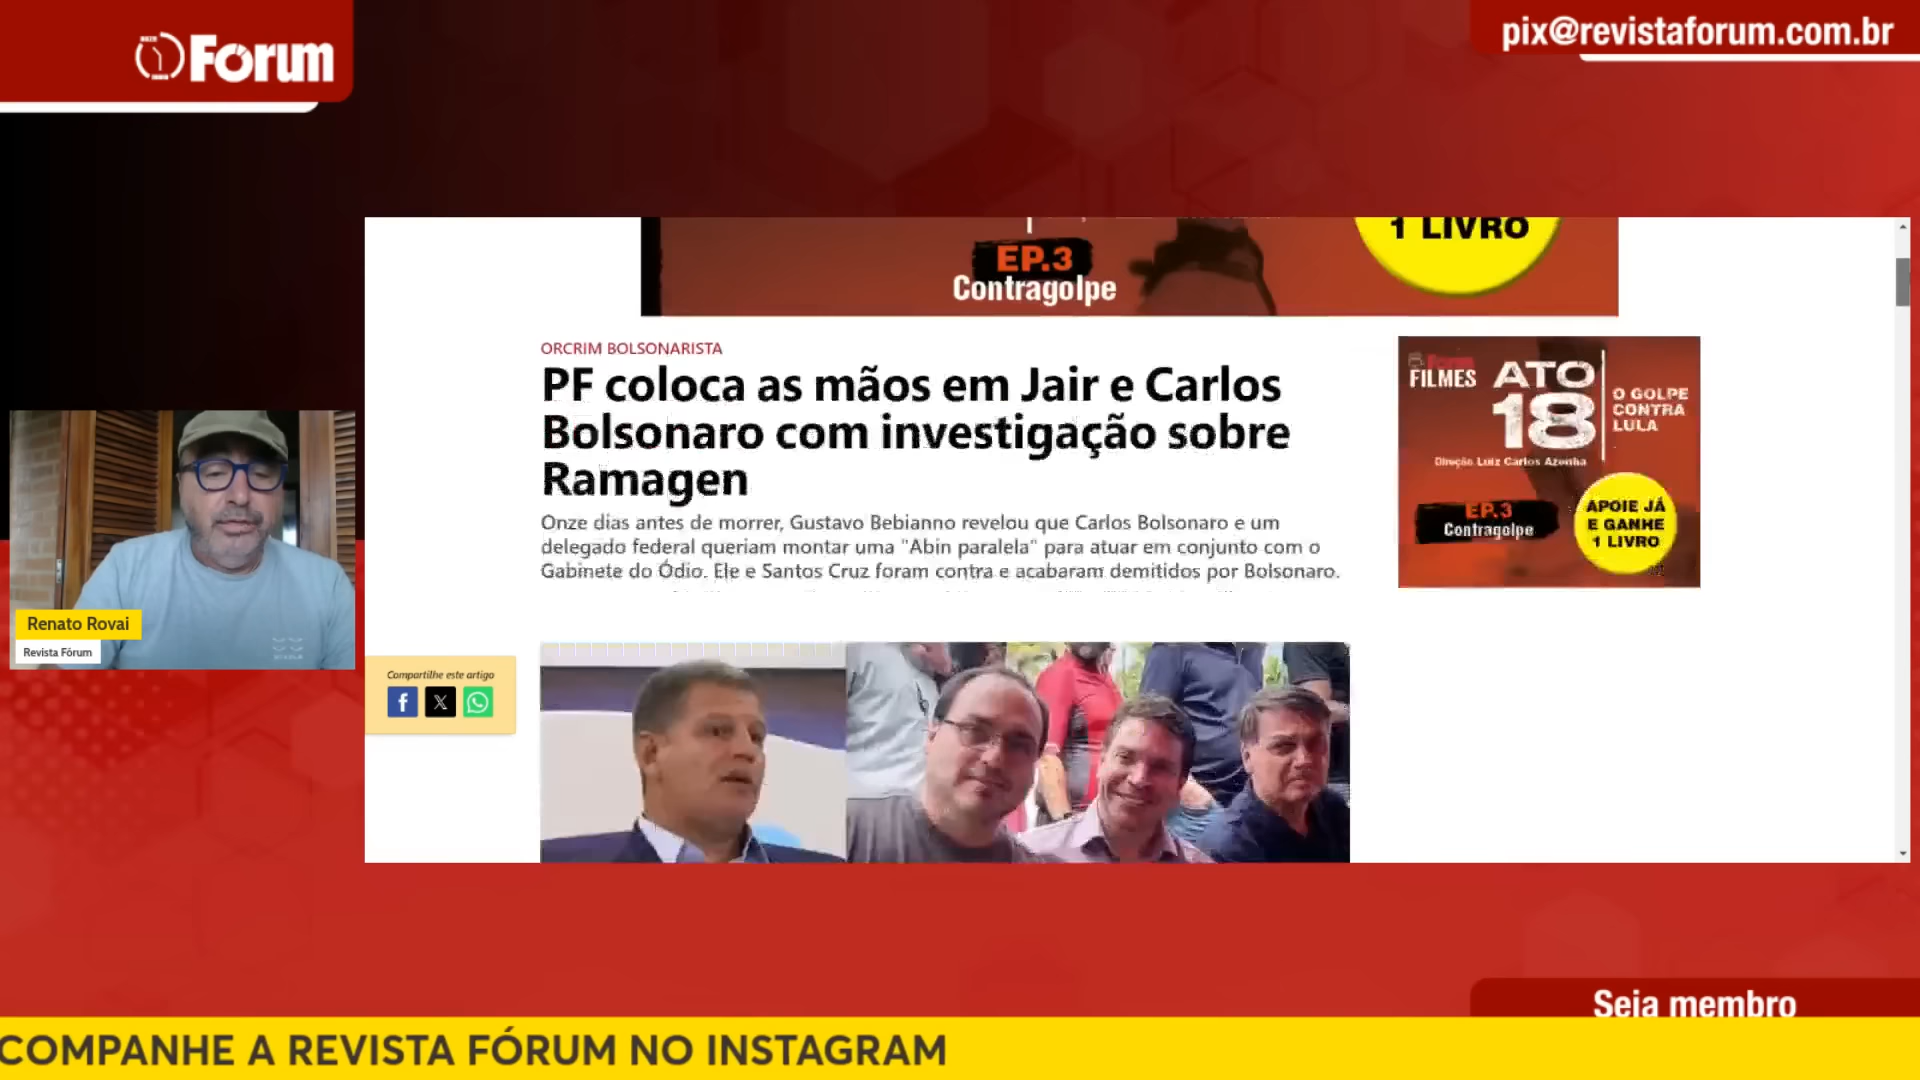 Forum
pix@revistaforum.com.br
1 LIVRO
EP.3
Contragolpe
ORCRIM BOLSONARISTA
PF coloca as mãos em Jair e Carlos
Bolsonaro com investigação sobre
Ramagen
Onze dias antes de morrer, Gustavo Bebianno revelou que Carlos Bolsonaro e um
delegado federal queriam montar uma "Abin paralela" para atuar em conjunto com o
Gabinete do Ódio. Ele e Santos Cruz foram contra e acabaram demitidos por Bolsonaro.
Forum
FILMES
ATO
18
O GOLPE
CONTRA
LULA
Direção Luiz Carlos Azenha
EP.3
Contragolpe
APOIE JÁ
E GANHE
1 LIVRO
Renato Rovai
Revista Fórum
Compartilhe este artigo
Seja membro
COMPANHE A REVISTA FÓRUM NO INSTAGRAM